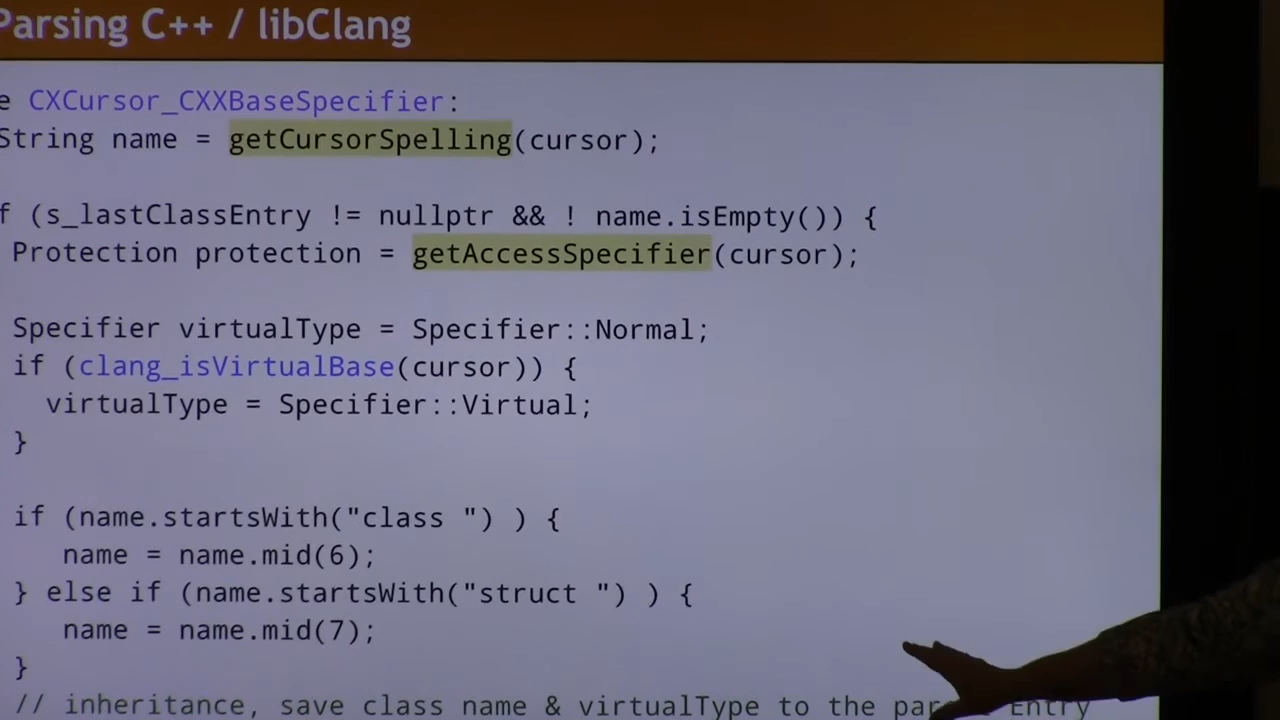 Parsing C++ / libClang
e CXCursor_CXXBaseSpecifier:
String name = getCursorSpelling(cursor);
f (s_lastClassEntry != nullptr && ! name.isEmpty()) {
Protection protection = getAccessSpecifier(cursor);
Specifier virtualType = Specifier::Normal;
if (clang_isVirtualBase(cursor)) {
virtualType = Specifier::Virtual;
}
if (name.startsWith("class ") ) {
name = name.mid(6);
} else if (name.startsWith("struct ") ) {
name = name.mid(7);
}
// inheritance, save class name & virtualType to the par Entry